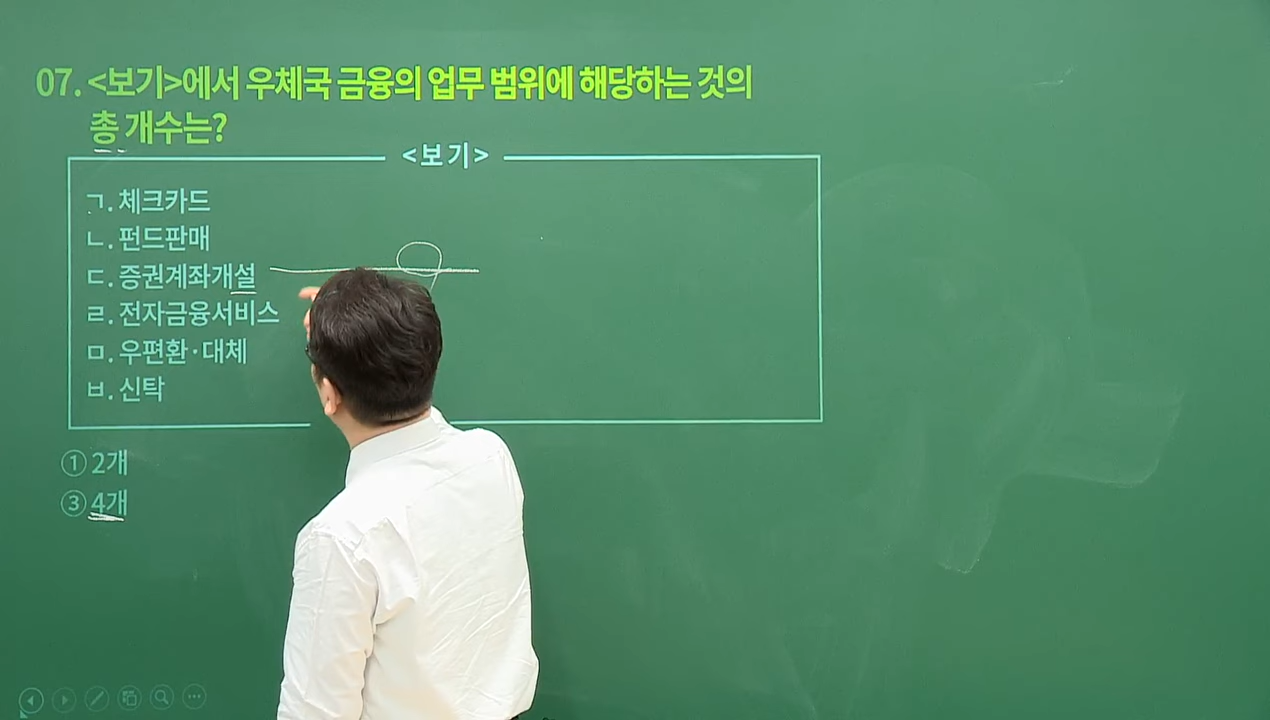 07. <보기>에서 우체국 금융의 업무 범위에 해당하는 것의
총 개수는?
<보기>
ㄱ. 체크카드
ㄴ. 펀드판매
ㄷ. 증권계좌개설
ㄹ. 전자금융서비스
ㅁ. 우편환·대체
ㅂ. 신탁
① 2개
③ 4개